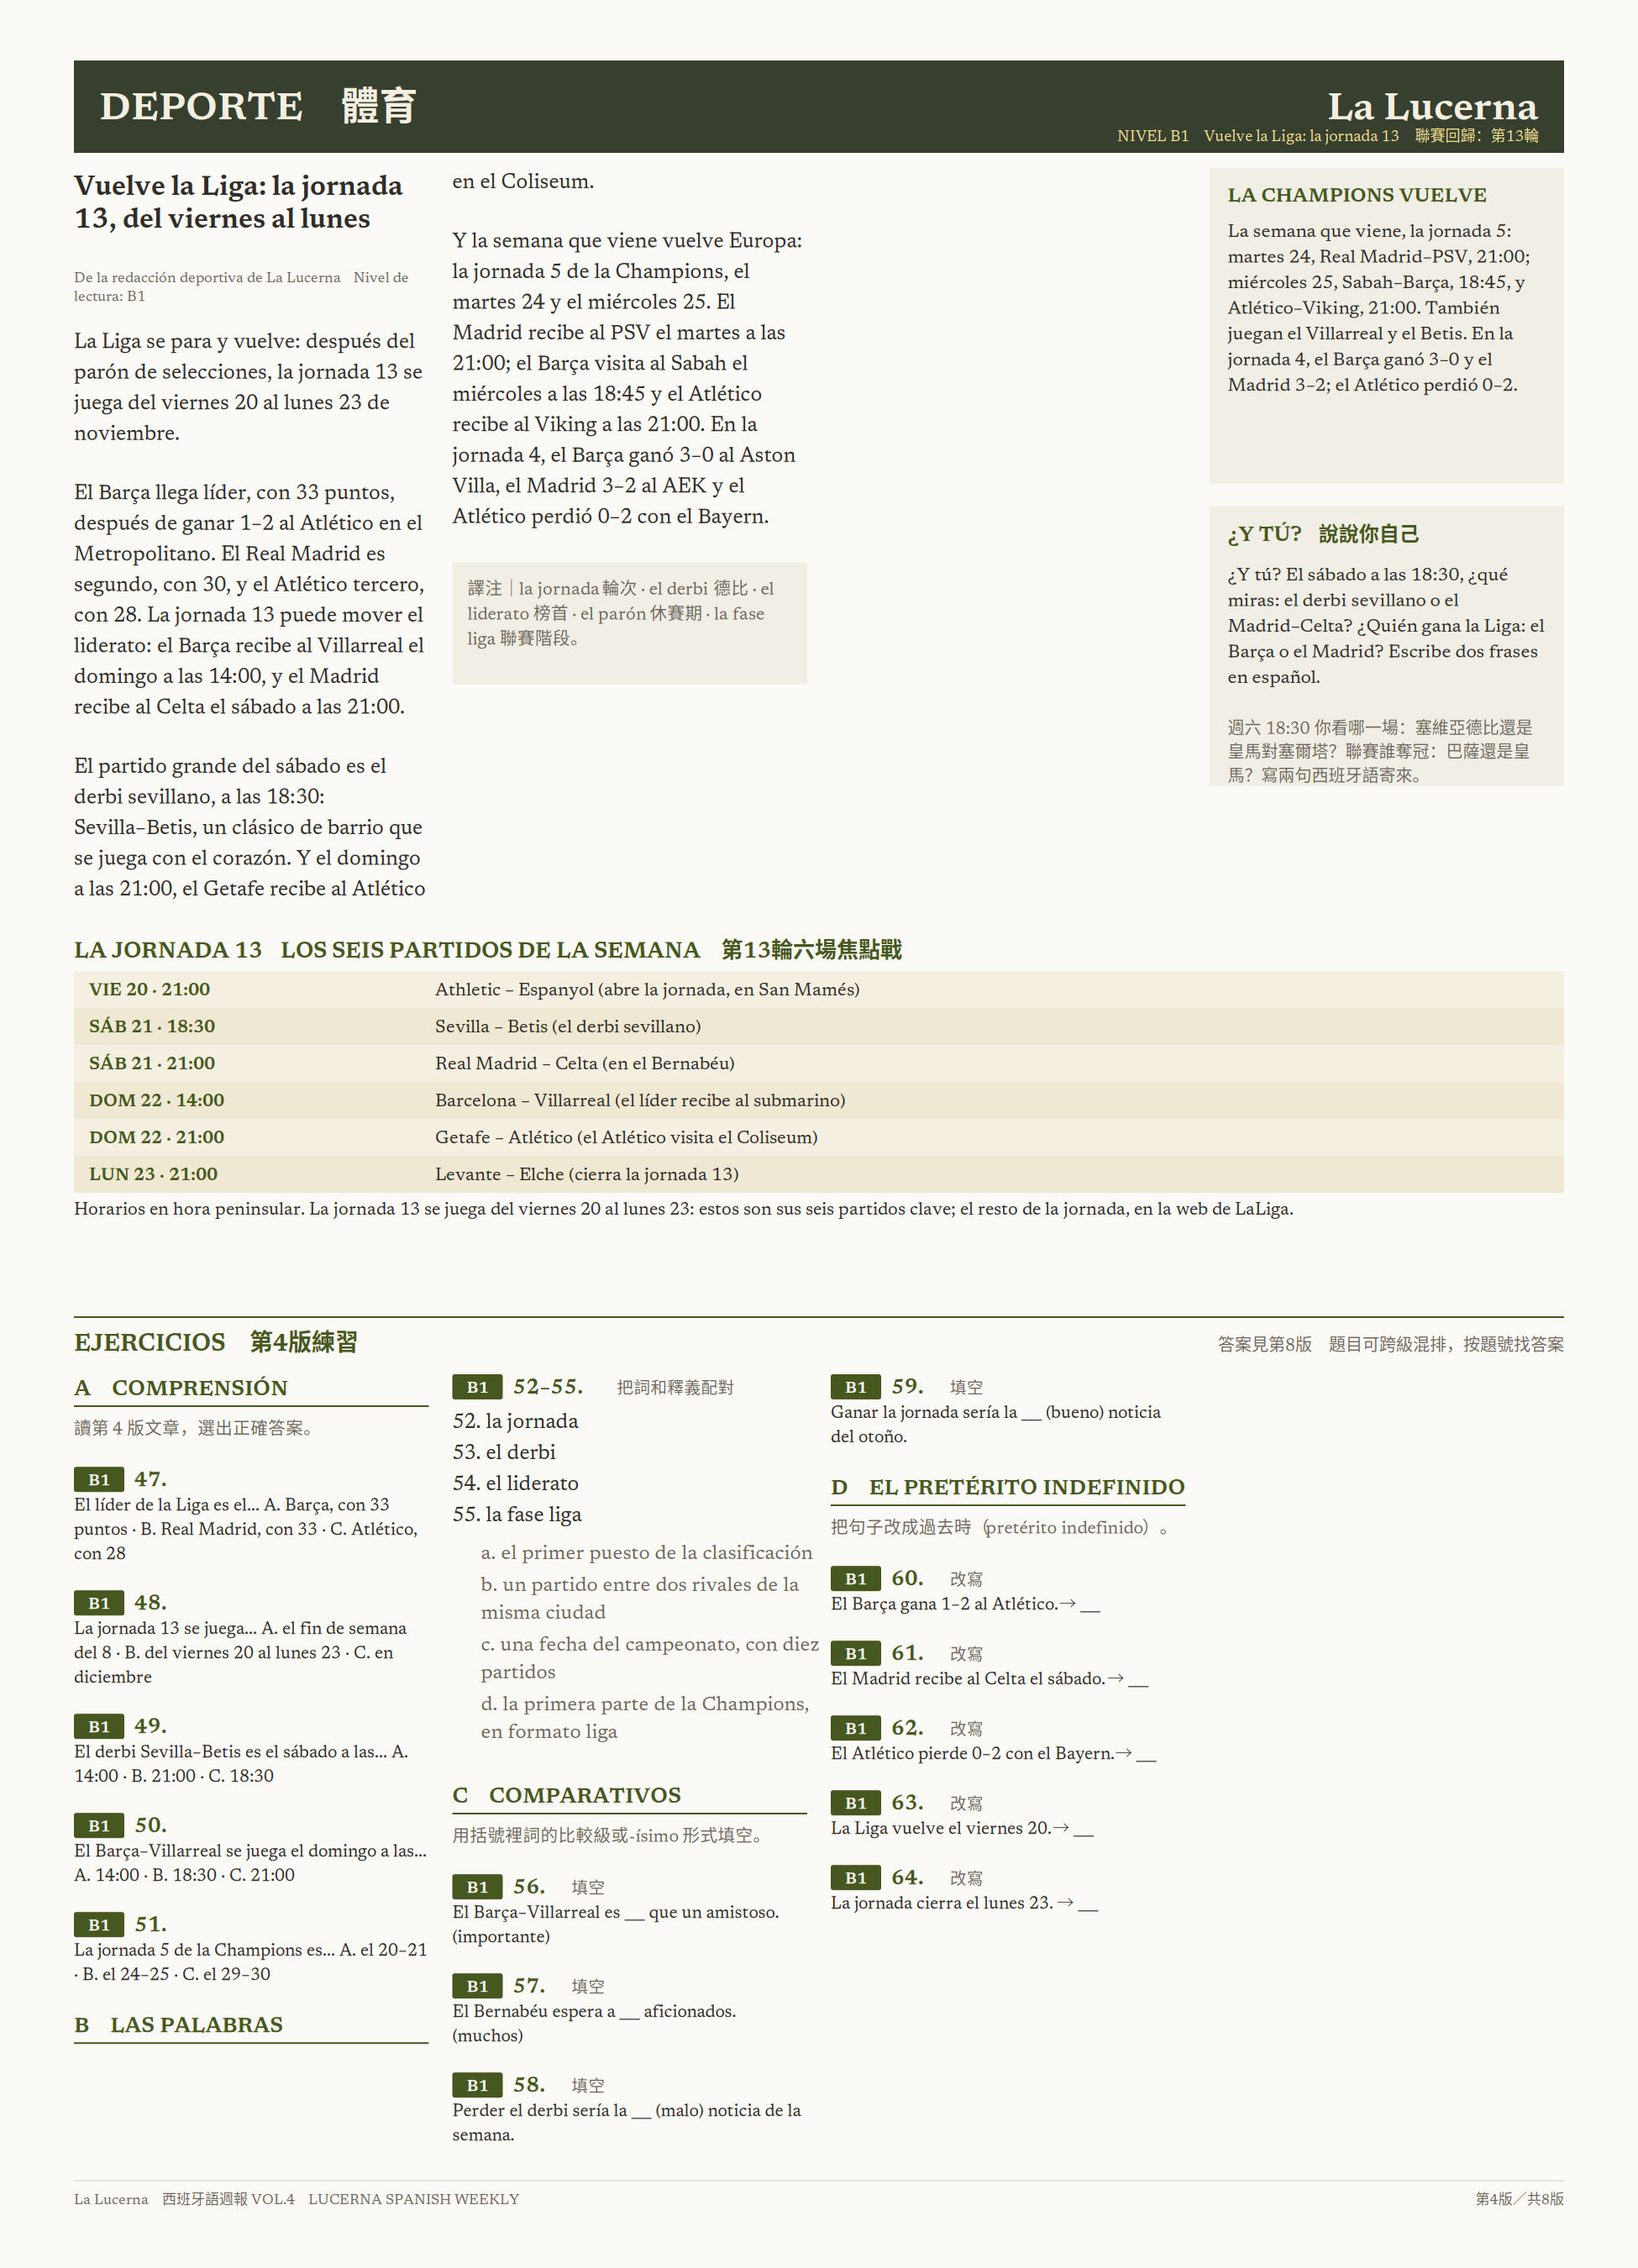 DEPORTE 體育
La Lucerna
NIVEL B1 Vuelve la Liga: la jornada 13 聯賽回歸：第13輪
Vuelve la Liga: la jornada
13, del viernes al lunes
De la redacción deportiva de La Lucerna Nivel de
lectura: B1
La Liga se para y vuelve: después del
parón de selecciones, la jornada 13 se
juega del viernes 20 al lunes 23 de
noviembre.
El Barça llega líder, con 33 puntos,
después de ganar 1–2 al Atlético en el
Metropolitano. El Real Madrid es
segundo, con 30, y el Atlético tercero,
con 28. La jornada 13 puede mover el
liderato: el Barça recibe al Villarreal el
domingo a las 14:00, y el Madrid
recibe al Celta el sábado a las 21:00.
El partido grande del sábado es el
derbi sevillano, a las 18:30:
Sevilla–Betis, un clásico de barrio que
se juega con el corazón. Y el domingo
a las 21:00, el Getafe recibe al Atlético
en el Coliseum.
Y la semana que viene vuelve Europa:
la jornada 5 de la Champions, el
martes 24 y el miércoles 25. El
Madrid recibe al PSV el martes a las
21:00; el Barça visita al Sabah el
miércoles a las 18:45 y el Atlético
recibe al Viking a las 21:00. En la
jornada 4, el Barça ganó 3–0 al Aston
Villa, el Madrid 3–2 al AEK y el
Atlético perdió 0–2 con el Bayern.
譯注｜la jornada 輪次 · el derbi 德比 · el
liderato 榜首 · el parón 休賽期 · la fase
liga 聯賽階段。
LA CHAMPIONS VUELVE
La semana que viene, la jornada 5:
martes 24, Real Madrid–PSV, 21:00;
miércoles 25, Sabah–Barça, 18:45, y
Atlético–Viking, 21:00. También
juegan el Villarreal y el Betis. En la
jornada 4, el Barça ganó 3–0 y el
Madrid 3–2; el Atlético perdió 0–2.
¿Y TÚ? 說說你自己
¿Y tú? El sábado a las 18:30, ¿qué
miras: el derbi sevillano o el
Madrid–Celta? ¿Quién gana la Liga: el
Barça o el Madrid? Escribe dos frases
en español.
週六 18:30 你看哪一場：塞維亞德比還是
皇馬對塞爾塔？聯賽誰奪冠：巴薩還是皇
馬？寫兩句西班牙語寄來。
LA JORNADA 13 LOS SEIS PARTIDOS DE LA SEMANA 第13輪六場焦點戰
VIE 20 · 21:00 Athletic – Espanyol (abre la jornada, en San Mamés)
SÁB 21 · 18:30 Sevilla – Betis (el derbi sevillano)
SÁB 21 · 21:00 Real Madrid – Celta (en el Bernabéu)
DOM 22 · 14:00 Barcelona – Villarreal (el líder recibe al submarino)
DOM 22 · 21:00 Getafe – Atlético (el Atlético visita el Coliseum)
LUN 23 · 21:00 Levante – Elche (cierra la jornada 13)
Horarios en hora peninsular. La jornada 13 se juega del viernes 20 al lunes 23: estos son sus seis partidos clave; el resto de la jornada, en la web de LaLiga.
EJERCICIOS 第4版練習
答案見第8版 題目可跨級混排，按題號找答案
A COMPRENSIÓN
讀第 4 版文章，選出正確答案。
B1 47.
El líder de la Liga es el... A. Barça, con 33
puntos · B. Real Madrid, con 33 · C. Atlético,
con 28
B1 48.
La jornada 13 se juega... A. el fin de semana
del 8 · B. del viernes 20 al lunes 23 · C. en
diciembre
B1 49.
El derbi Sevilla–Betis es el sábado a las... A.
14:00 · B. 21:00 · C. 18:30
B1 50.
El Barça–Villarreal se juega el domingo a las...
A. 14:00 · B. 18:30 · C. 21:00
B1 51.
La jornada 5 de la Champions es... A. el 20–21
· B. el 24–25 · C. el 29–30
B LAS PALABRAS
B1 52–55. 把詞和釋義配對
52. la jornada
53. el derbi
54. el liderato
55. la fase liga
a. el primer puesto de la clasificación
b. un partido entre dos rivales de la
misma ciudad
c. una fecha del campeonato, con diez
partidos
d. la primera parte de la Champions,
en formato liga
C COMPARATIVOS
用括號裡詞的比較級或-ísimo 形式填空。
B1 56. 填空
El Barça–Villarreal es __ que un amistoso.
(importante)
B1 57. 填空
El Bernabéu espera a __ aficionados.
(muchos)
B1 58. 填空
Perder el derbi sería la __ (malo) noticia de la
semana.
B1 59. 填空
Ganar la jornada sería la __ (bueno) noticia
del otoño.
D EL PRETÉRITO INDEFINIDO
把句子改成過去時（pretérito indefinido）。
B1 60. 改寫
El Barça gana 1–2 al Atlético.→ __
B1 61. 改寫
El Madrid recibe al Celta el sábado.→ __
B1 62. 改寫
El Atlético pierde 0–2 con el Bayern.→ __
B1 63. 改寫
La Liga vuelve el viernes 20.→ __
B1 64. 改寫
La jornada cierra el lunes 23. → __
La Lucerna 西班牙語週報 VOL.4 LUCERNA SPANISH WEEKLY
第4版／共8版